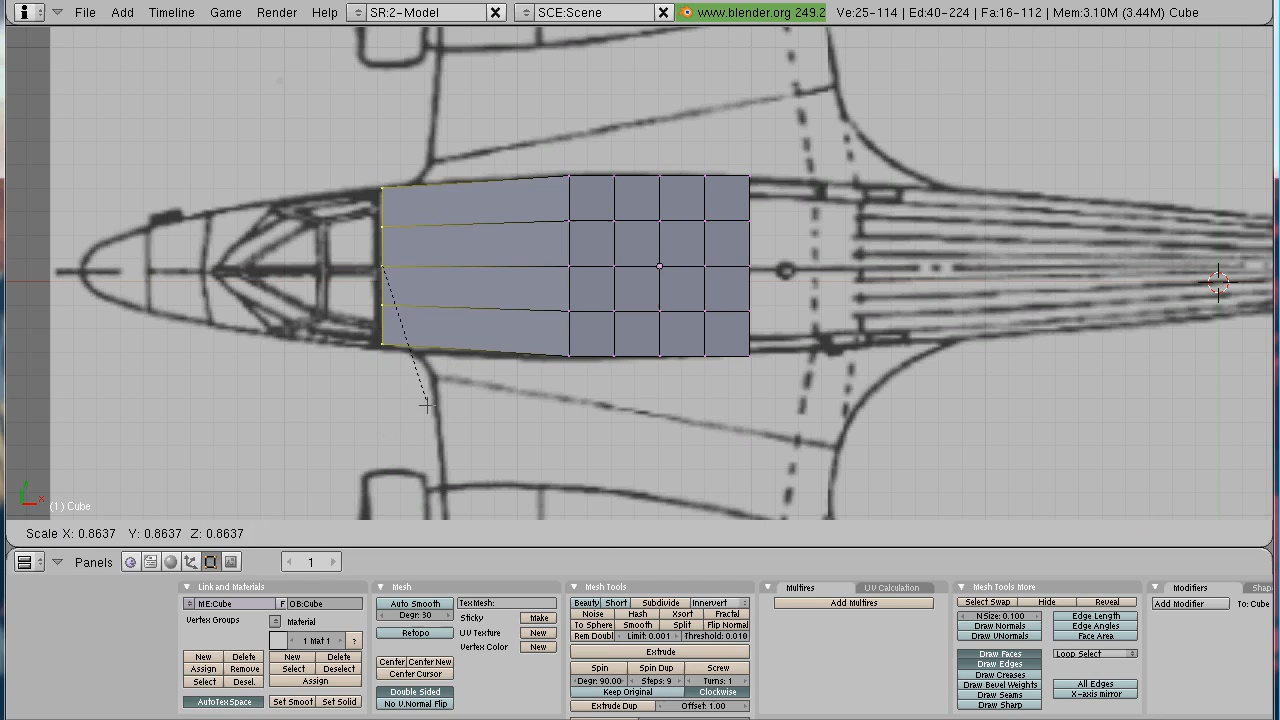 File Add Timeline Game Render Help SR:2-Model SCE:Scene www.blender.org 249.2 Ve:25-114 | Ed:40-224 | Fa:16-112 | Mem:3.10M (3.44M) Cube
x
(1) Cube
Scale X: 0.8637 Y: 0.8637 Z: 0.8637
Panels 1
Link and Materials
ME:Cube F OB:Cube
Vertex Groups
Material
1 Mat 1 ?
New Delete New Delete
Assign Remove Select Deselect
Select Desel. Assign
AutoTexSpace Set Smoot Set Solid
Mesh
Auto Smooth TexMesh:
Degr: 30 Sticky Make
Retopo UV Texture New
Vertex Color New
Center Center New
Center Cursor
Double Sided
No V.Normal Flip
Mesh Tools
Beauty Short Subdivide Innervert
Noise Hash Xsort Fractal
To Sphere Smooth Split Flip Normal
Rem Doubl Limit: 0.001 Threshold: 0.010
Extrude
Spin Spin Dup Screw
Degr: 90.00 Steps: 9 Turns: 1
Keep Original Clockwise
Extrude Dup Offset: 1.00
Multires UV Calculation
Add Multires
Mesh Tools More
Select Swap Hide Reveal
NSize: 0.100 Edge Length
Draw Normals Edge Angles
Draw VNormals Face Area
Draw Faces Loop Select
Draw Edges
Draw Creases
Draw Bevel Weights All Edges
Draw Seams X-axis mirror
Draw Sharp
Modifiers Shap
Add Modifier To: Cube